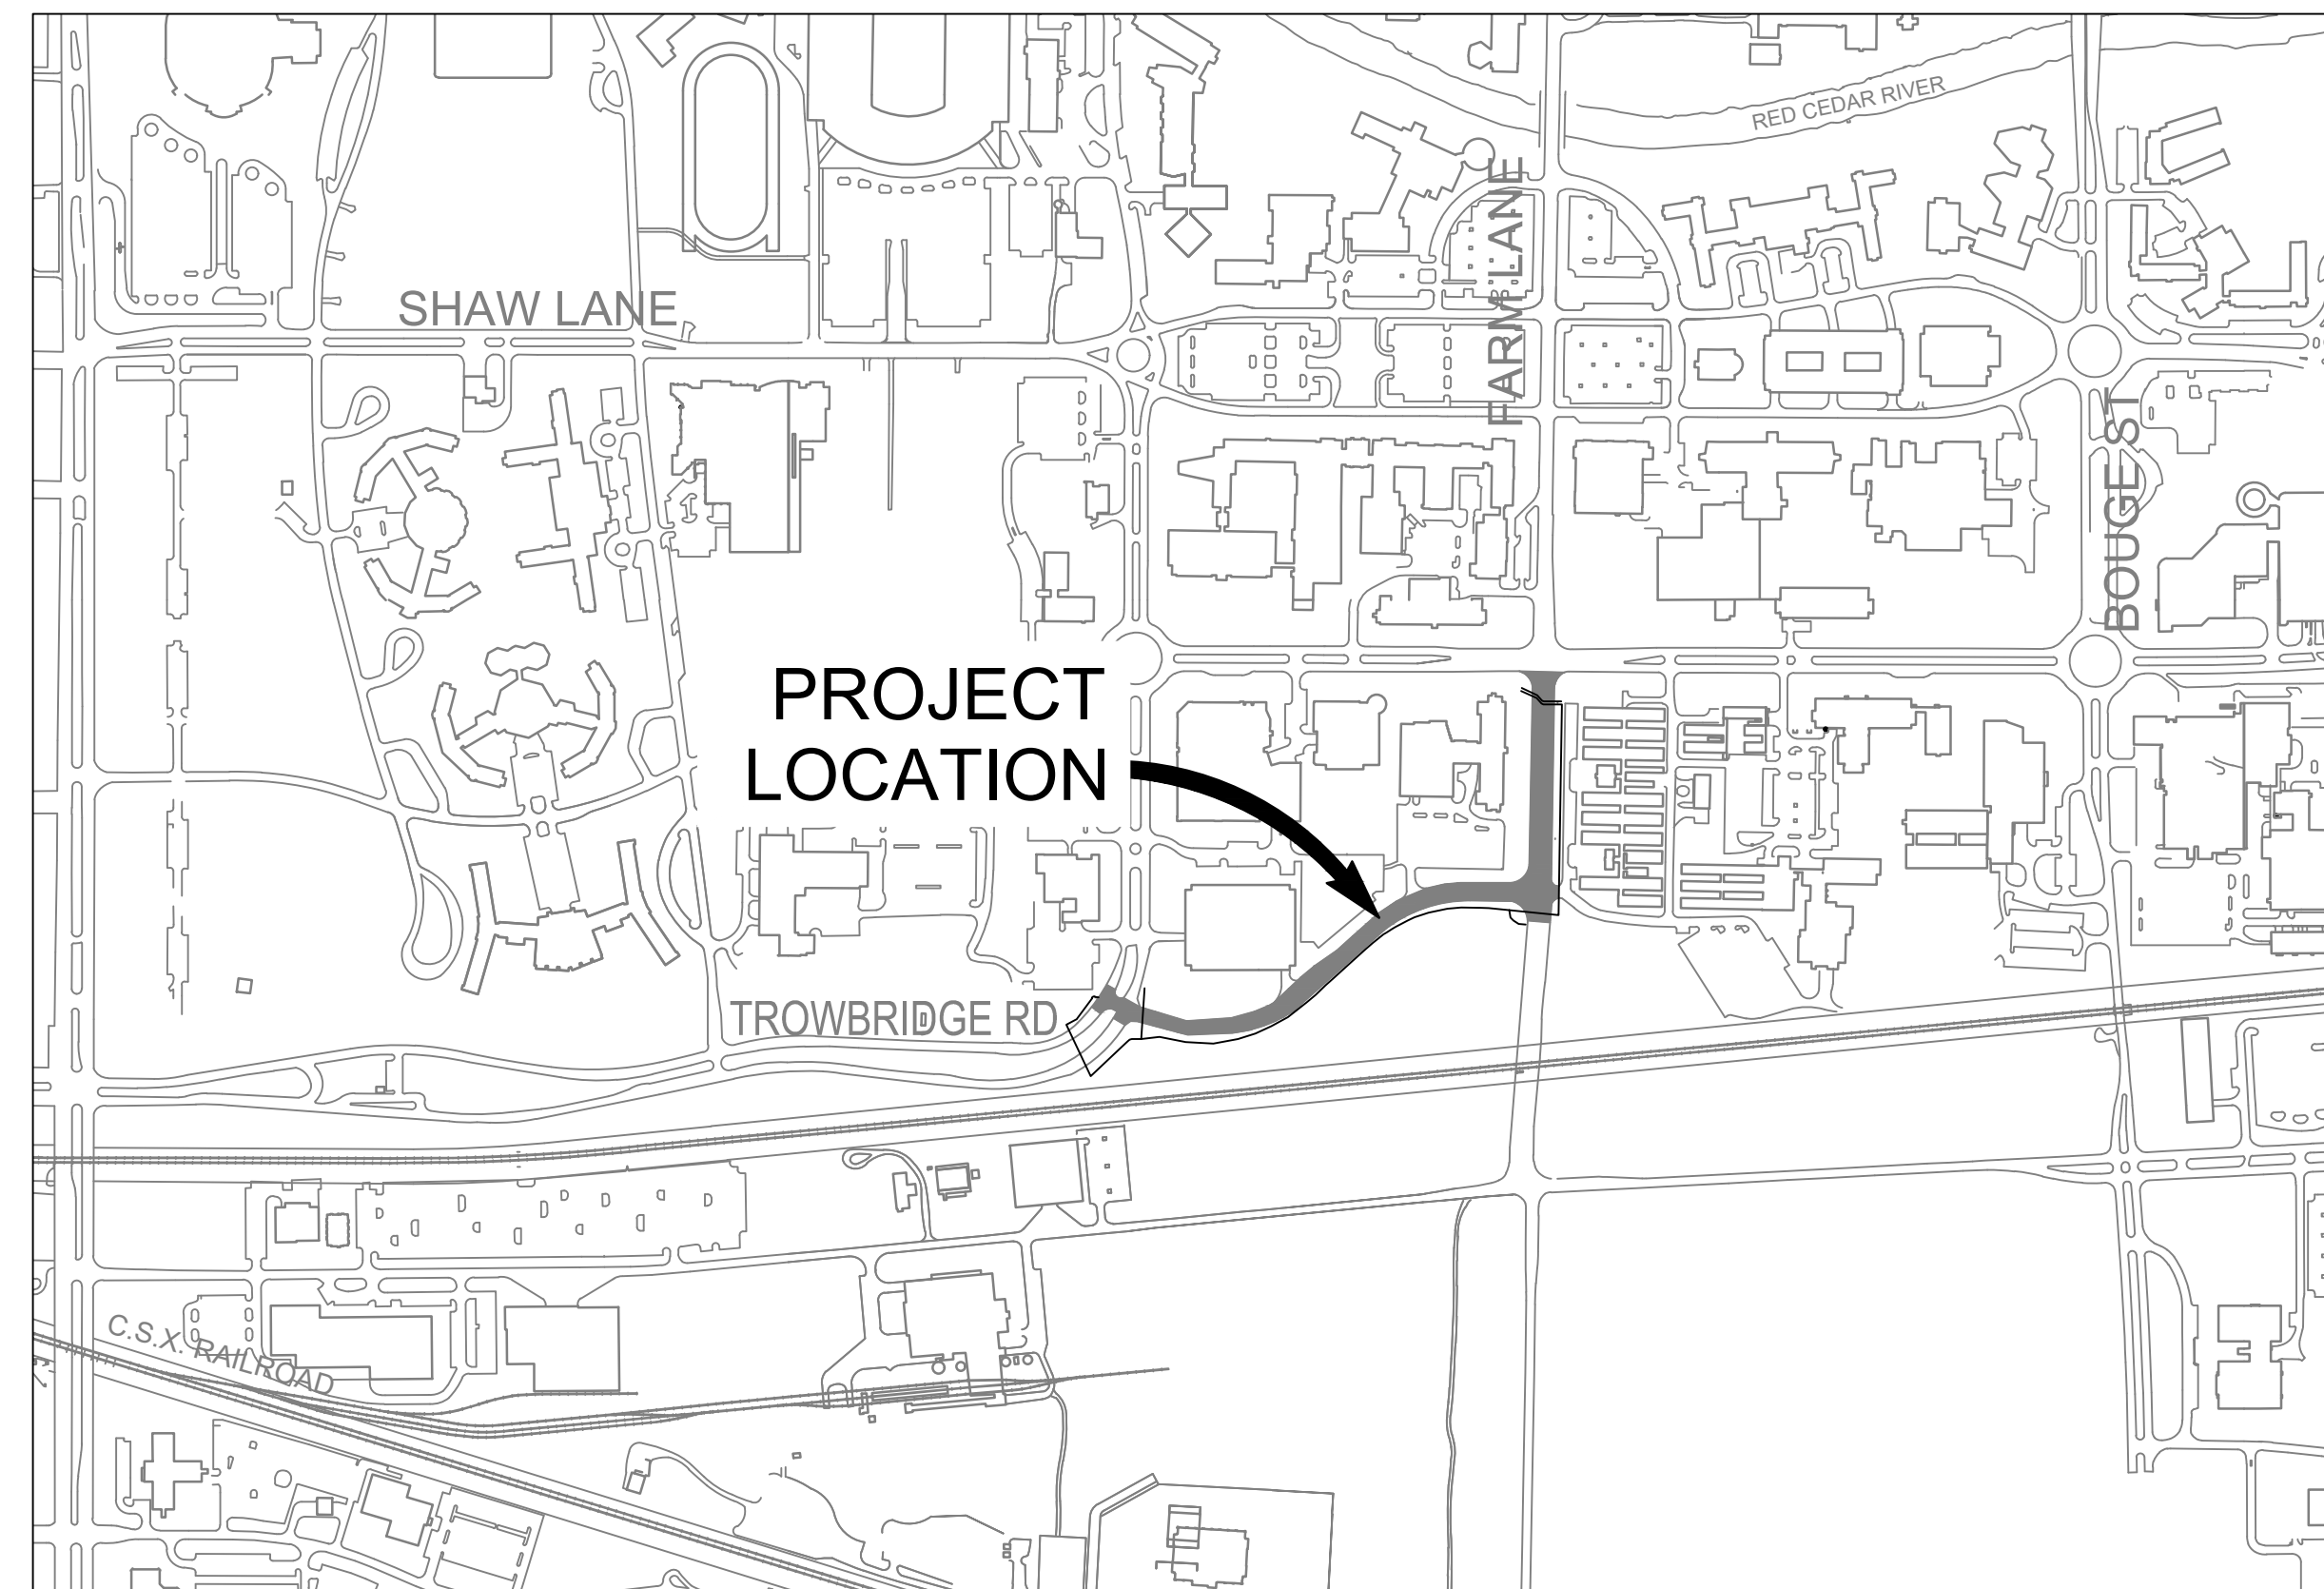 RED CEDAR RIVER
FARM LANE
SHAW LANE
BOUGE ST
PROJECT
LOCATION
TROWBRIDGE RD
C.S.X. RAILROAD